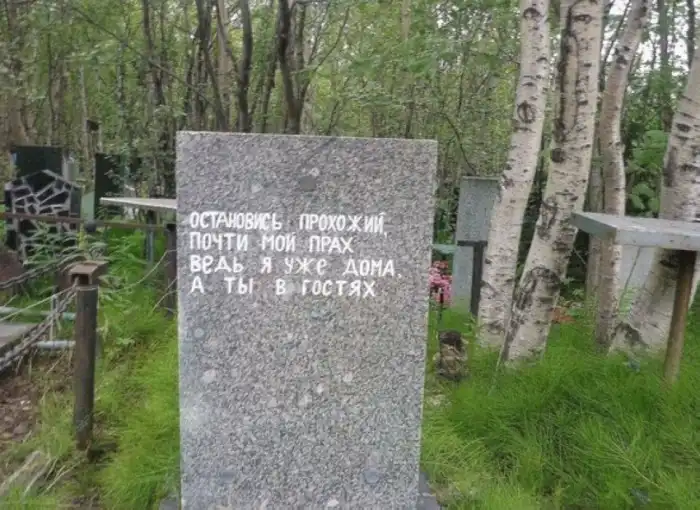 ОСТАНОВИСЬ ПРОХОЖИЙ,
ПОЧТИ МОЙ ПРАХ
ВЕДЬ Я УЖЕ ДОМА,
А ТЫ В ГОСТЯХ